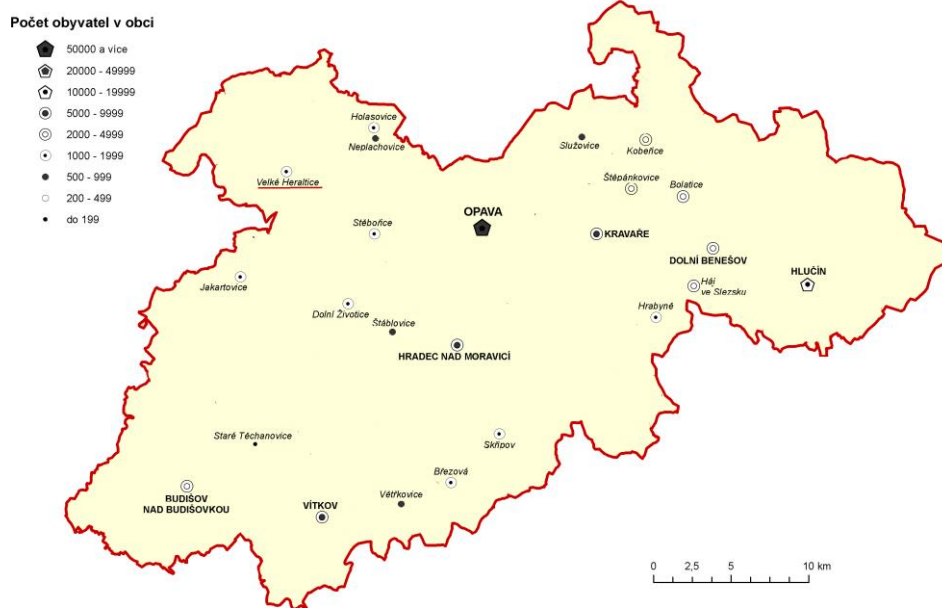 Počet obyvatel v obci
50000 a více
20000 - 49999
10000 - 19999
5000 - 9999
2000 - 4999
1000 - 1999
500 - 999
200 - 499
do 199
Holasovice
Neplachovice
Služovice
Kobeřice
Velké Heraltice
Štěpánkovice
Bolatice
OPAVA
Stěbořice
KRAVAŘE
DOLNÍ BENEŠOV
HLUČÍN
Jakartovice
Háj
ve Slezsku
Hrabyně
Dolní Životice
Štáblovice
HRADEC NAD MORAVICÍ
Staré Těchanovice
Skřipov
Březová
BUDIŠOV
NAD BUDIŠOVKOU
VÍTKOV
Větřkovice
0 2,5 5 10 km